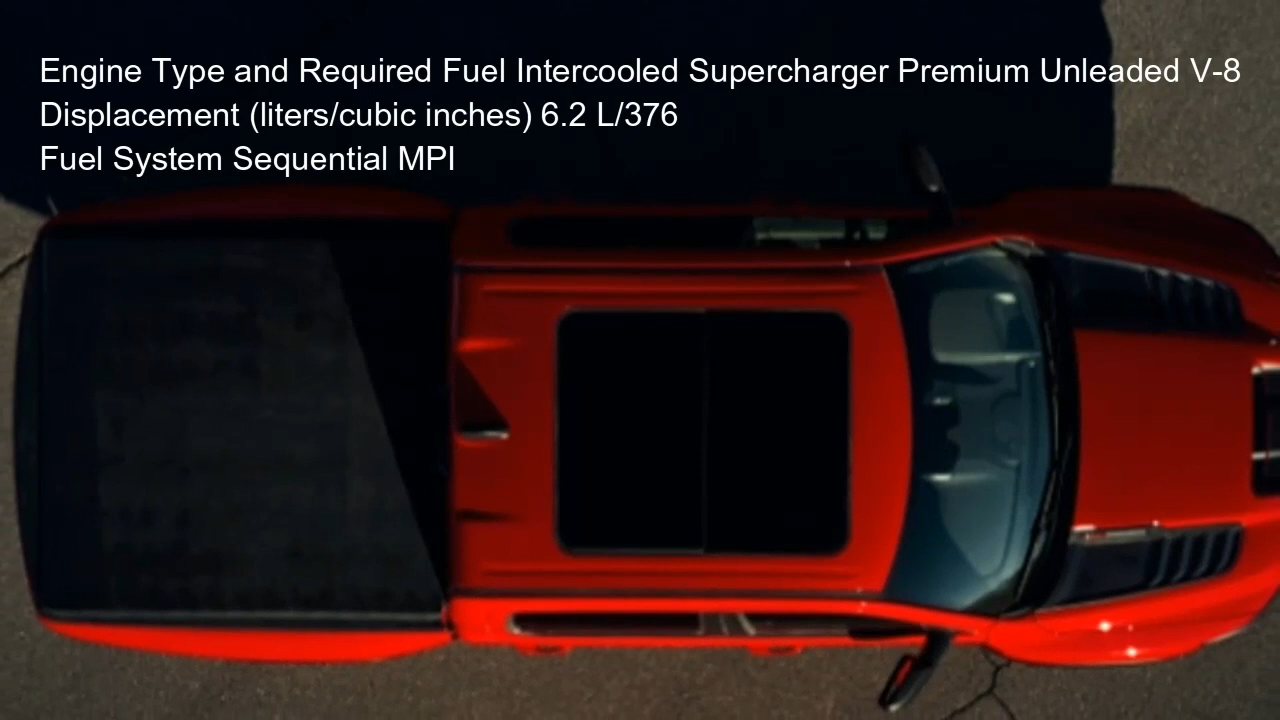 Engine Type and Required Fuel Intercooled Supercharger Premium Unleaded V-8
Displacement (liters/cubic inches) 6.2 L/376
Fuel System Sequential MPI